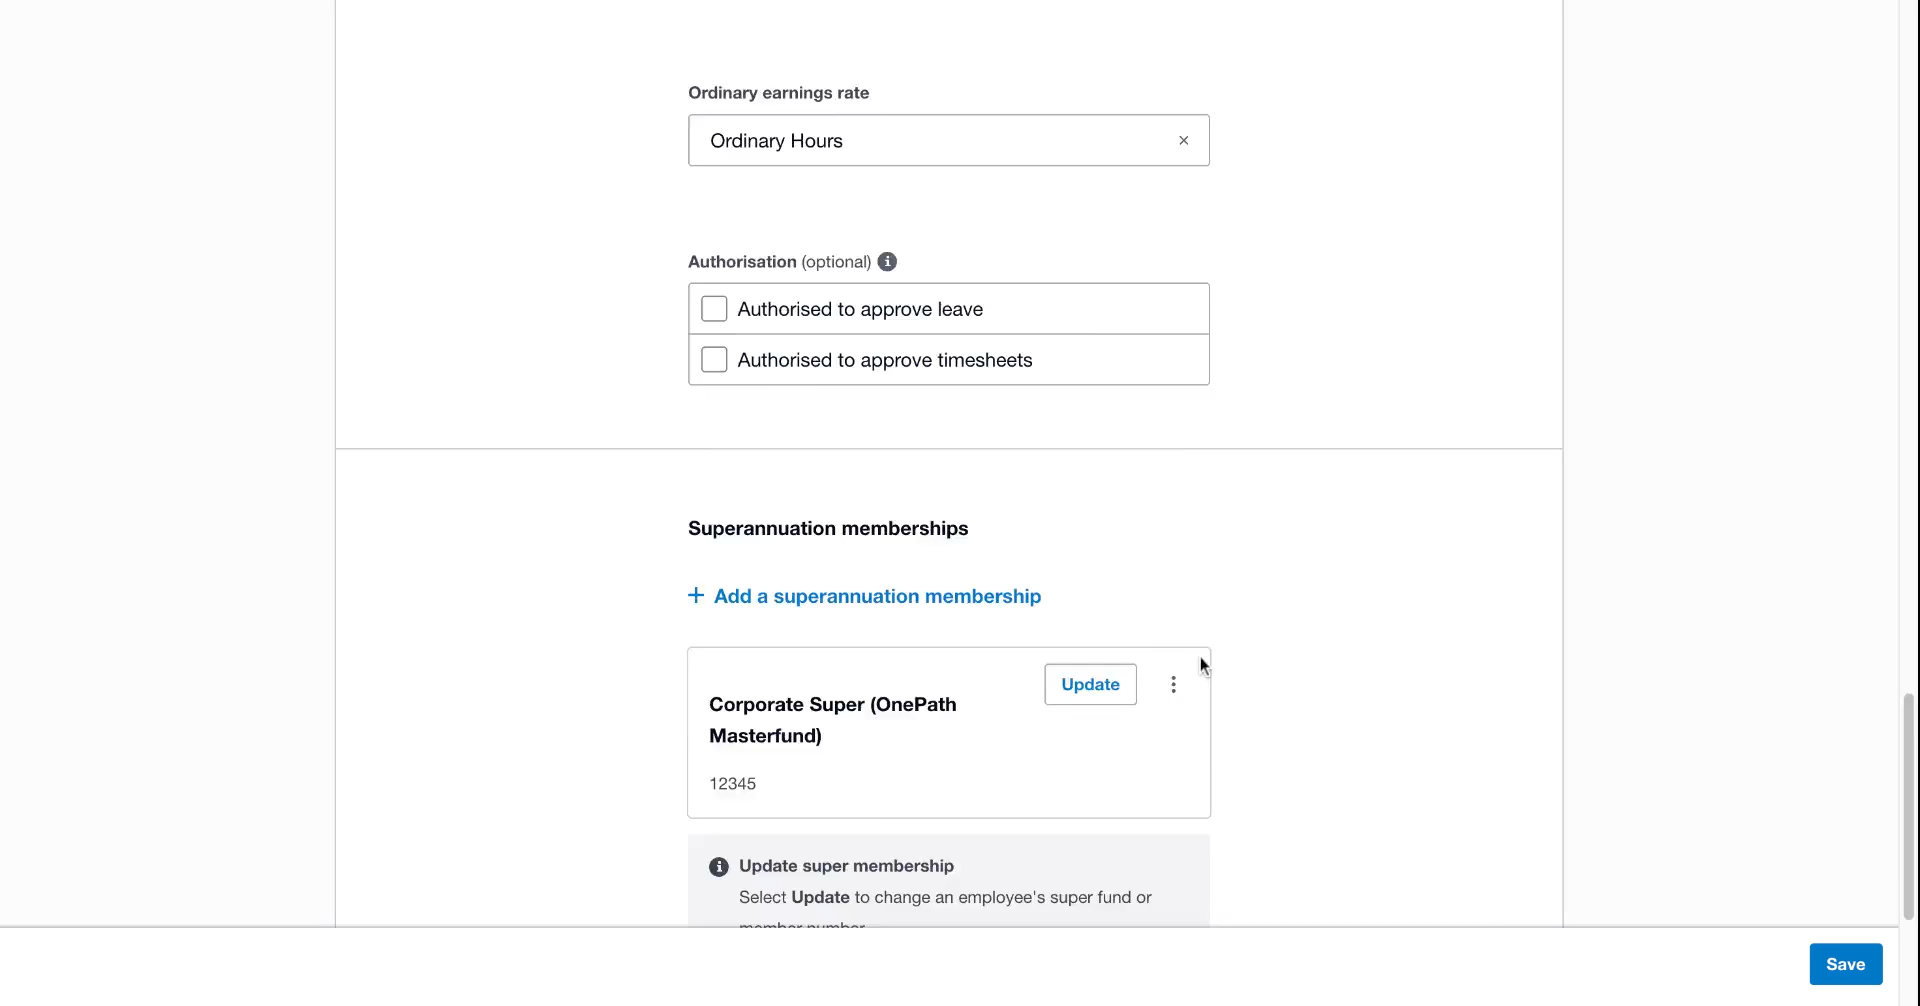 Ordinary earnings rate
Ordinary Hours
Authorisation (optional)
Authorised to approve leave
Authorised to approve timesheets
Superannuation memberships
+ Add a superannuation membership
Update
Corporate Super (OnePath
Masterfund)
12345
Update super membership
Select Update to change an employee's super fund or
member number
Save